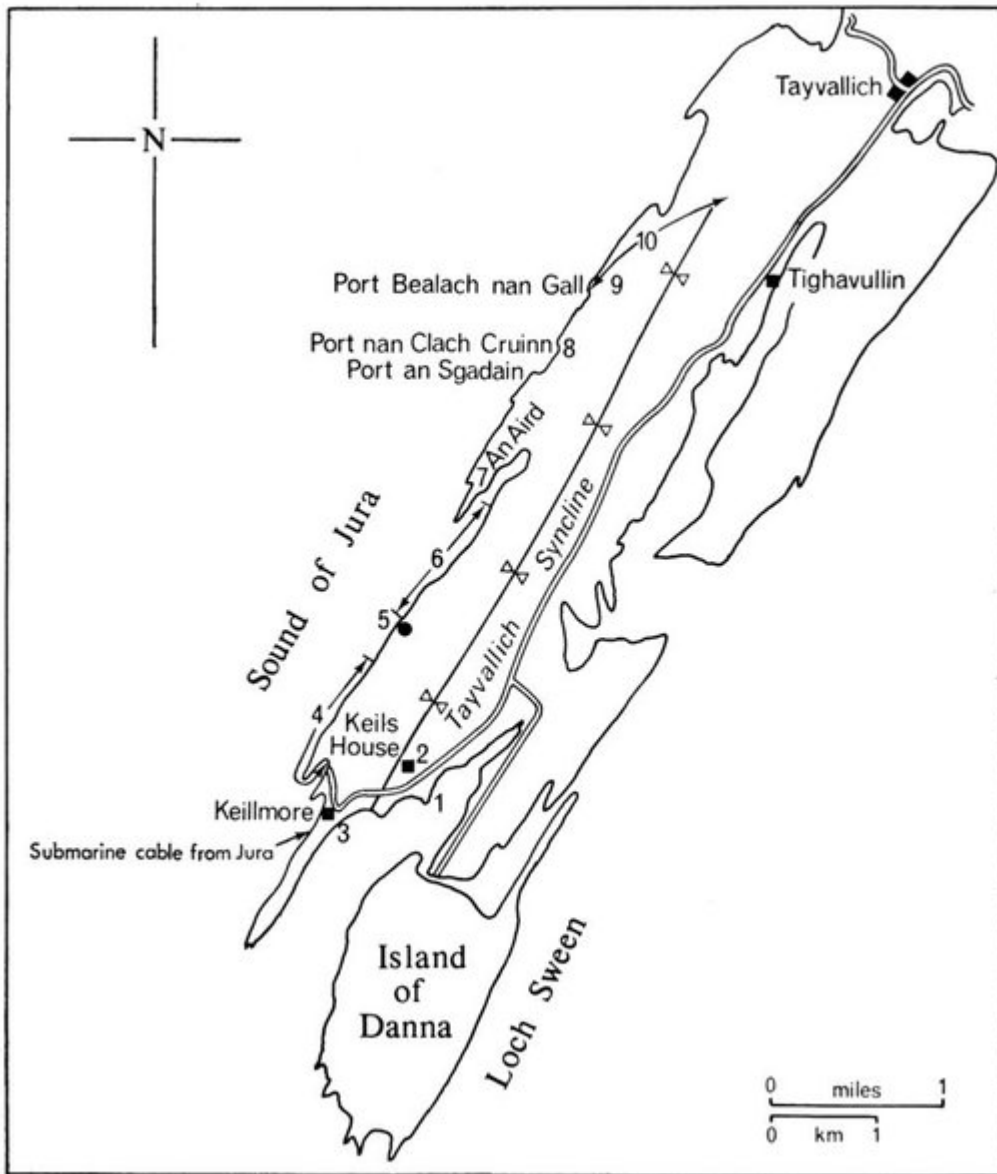 N
Tayvallich
10
Port Bealach nan Gall
9
Tighavullin
Port nan Clach Cruinn
8
Port an Sgadain
An Aird
Sound of Jura
6
5
Tayvallich Syncline
4
Keils
House
2
Keillmore
1
3
Submarine cable from Jura
Island
of
Danna
Loch Sween
0 miles 1
0 km 1